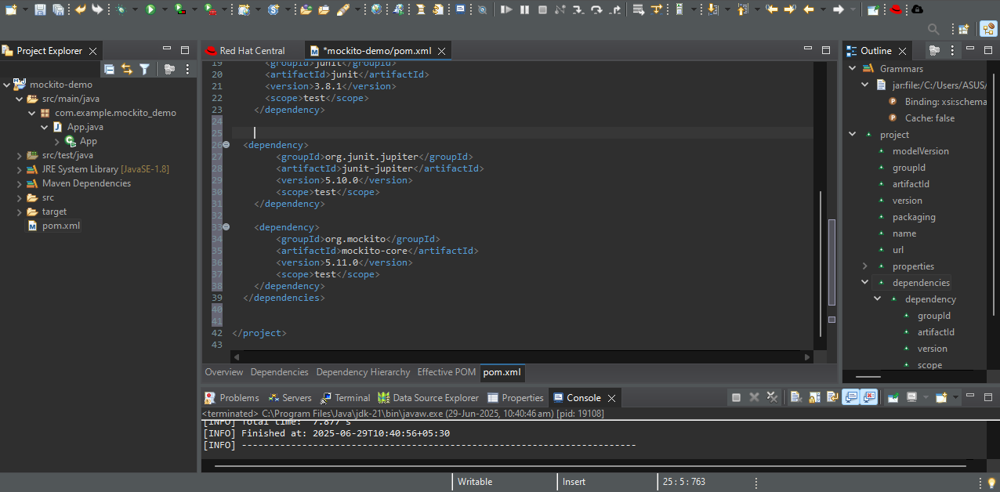 Project Explorer
mockito-demo
src/main/java
com.example.mockito_demo
App.java
App
src/test/java
JRE System Library [JavaSE-1.8]
Maven Dependencies
src
target
pom.xml
Red Hat Central
*mockito-demo/pom.xml
19 <groupId>junit</groupId>
20 <artifactId>junit</artifactId>
21 <version>3.8.1</version>
22 <scope>test</scope>
23 </dependency>
24
25
26 <dependency>
27 <groupId>org.junit.jupiter</groupId>
28 <artifactId>junit-jupiter</artifactId>
29 <version>5.10.0</version>
30 <scope>test</scope>
31 </dependency>
32
33 <dependency>
34 <groupId>org.mockito</groupId>
35 <artifactId>mockito-core</artifactId>
36 <version>5.11.0</version>
37 <scope>test</scope>
38 </dependency>
39 </dependencies>
40
41
42 </project>
43
Overview Dependencies Dependency Hierarchy Effective POM pom.xml
Outline
Grammars
jar:file:/C:/Users/ASUS/
Binding: xsi:schema
Cache: false
project
modelVersion
groupId
artifactId
version
packaging
name
url
properties
dependencies
dependency
groupId
artifactId
version
scope
Problems Servers Terminal Data Source Explorer Properties Console
<terminated> C:\Program Files\Java\jdk-21\bin\javaw.exe (29-Jun-2025, 10:40:46 am) [pid: 19108]
[INFO] Total time:  7.877 s
[INFO] Finished at: 2025-06-29T10:40:56+05:30
[INFO] ------------------------------------------------------------------------
Writable Insert 25 : 5 : 763